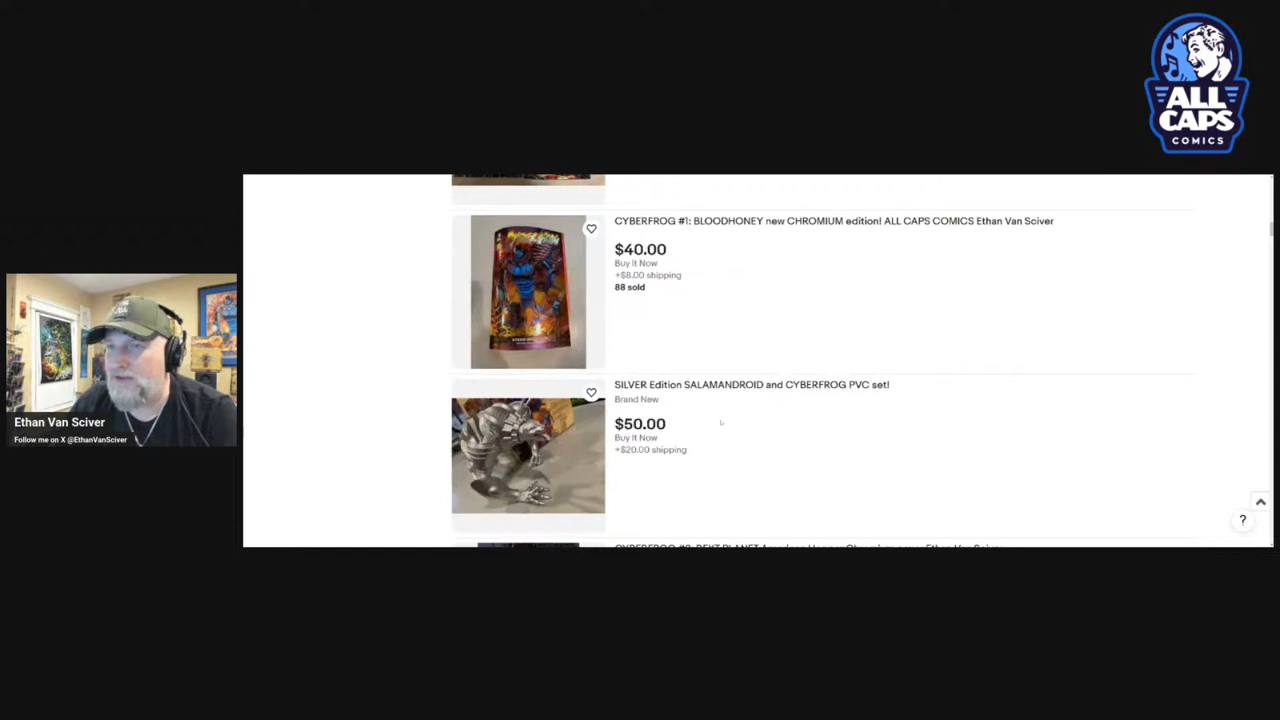 ALL
CAPS
COMICS
CYBERFROG #1: BLOODHONEY new CHROMIUM edition! ALL CAPS COMICS Ethan Van Sciver
$40.00
Buy It Now
+$8.00 shipping
88 sold
SILVER Edition SALAMANDROID and CYBERFROG PVC set!
Brand New
$50.00
Buy It Now
+$20.00 shipping
?
Ethan Van Sciver
Follow me on X @EthanVanSciver